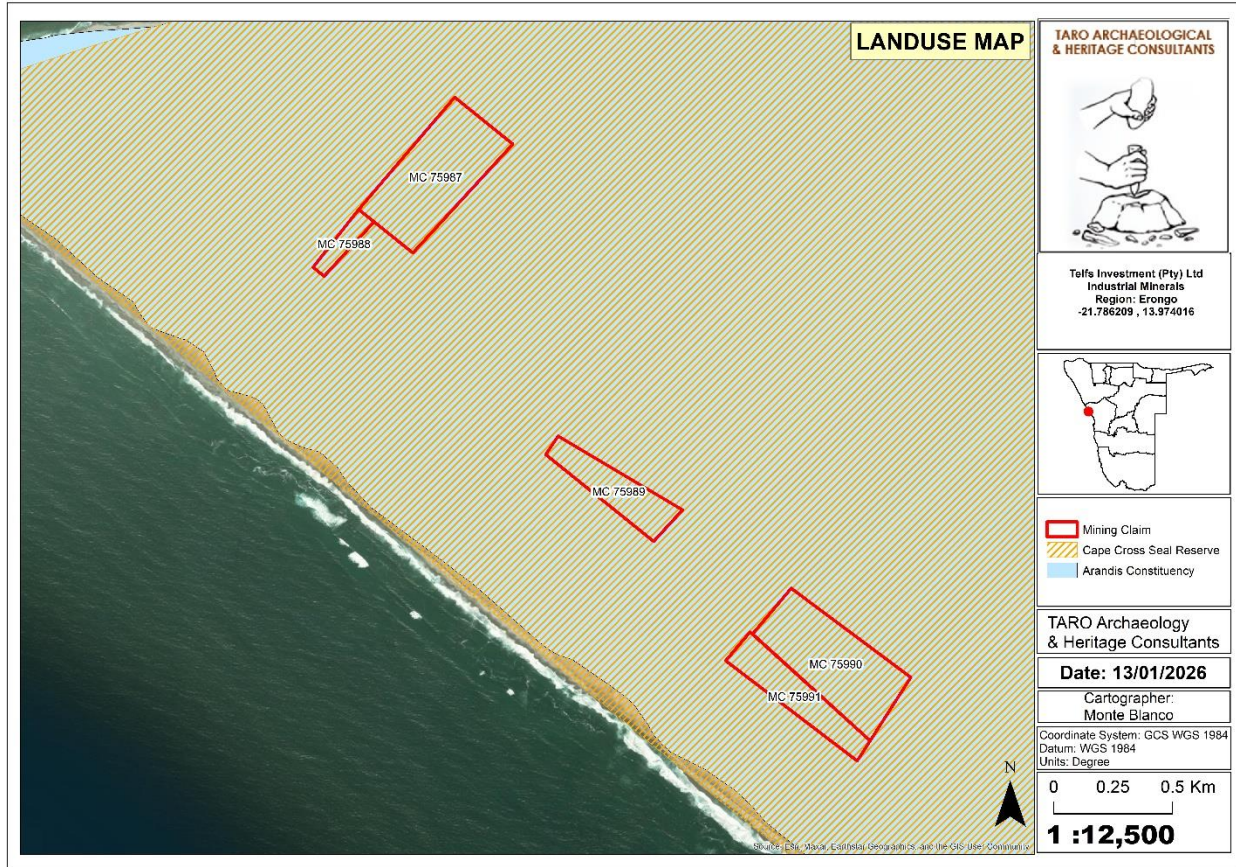 LANDUSE MAP
MC 75987
MC 75988
MC 75989
MC 75990
MC 75991
N
Source: Esri, Maxar, Earthstar Geographics, and the GIS User Community
TARO ARCHAEOLOGICAL
& HERITAGE CONSULTANTS
Telfs Investment (Pty) Ltd
Industrial Minerals
Region: Erongo
-21.786209 , 13.974016
Mining Claim
Cape Cross Seal Reserve
Arandis Constituency
TARO Archaeology
& Heritage Consultants
Date: 13/01/2026
Cartographer:
Monte Blanco
Coordinate System: GCS WGS 1984
Datum: WGS 1984
Units: Degree
0 0.25 0.5 Km
1 :12,500